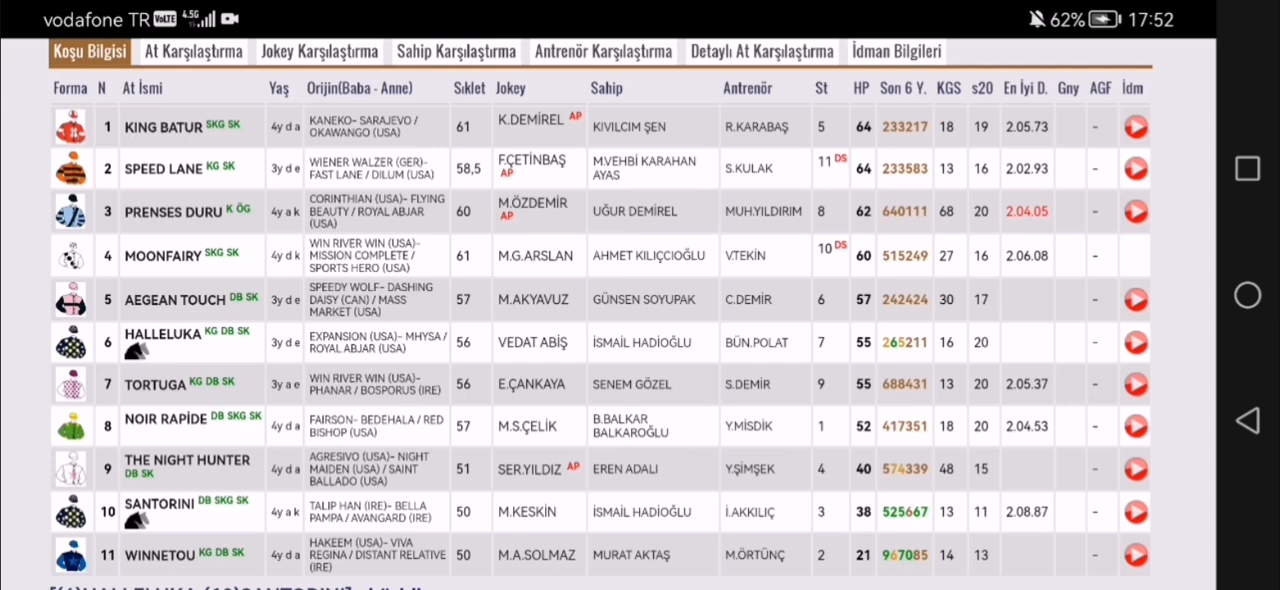 vodafone TR VoLTE 4.5G 62% 17:52
Koşu Bilgisi At Karşılaştırma Jokey Karşılaştırma Sahip Karşılaştırma Antrenör Karşılaştırma Detaylı At Karşılaştırma İdman Bilgileri
Forma N At İsmi Yaş Orijin(Baba - Anne) Sıklet Jokey Sahip Antrenör St HP Son 6 Y. KGS s20 En İyi D. Gny AGF İdm
1 KING BATUR SKG SK 4y d a KANEKO- SARAJEVO / OKAWANGO (USA) 61 K.DEMİREL AP KIVILCIM ŞEN R.KARABAŞ 5 64 233217 18 19 2.05.73 -
2 SPEED LANE KG SK 3y d e WIENER WALZER (GER)- FAST LANE / DILUM (USA) 58,5 F.ÇETİNBAŞ AP M.VEHBİ KARAHAN AYAS S.KULAK 11 DS 64 233583 13 16 2.02.93 -
3 PRENSES DURU K ÖG 4y a k CORINTHIAN (USA)- FLYING BEAUTY / ROYAL ABJAR (USA) 60 M.ÖZDEMİR AP UĞUR DEMİREL MUH.YILDIRIM 8 62 640111 68 20 2.04.05 -
4 MOONFAIRY SKG SK 4y d k WIN RIVER WIN (USA)- MISSION COMPLETE / SPORTS HERO (USA) 61 M.G.ARSLAN AHMET KILIÇCIOĞLU V.TEKİN 10 DS 60 515249 27 16 2.06.08 -
5 AEGEAN TOUCH DB SK 3y d e SPEEDY WOLF- DASHING DAISY (CAN) / MASS MARKET (USA) 57 M.AKYAVUZ GÜNSEN SOYUPAK C.DEMİR 6 57 242424 30 17 -
6 HALLELUKA KG DB SK 3y d e EXPANSION (USA)- MHYSA / ROYAL ABJAR (USA) 56 VEDAT ABİŞ İSMAİL HADİOĞLU BÜN.POLAT 7 55 265211 16 20 -
7 TORTUGA KG DB SK 3y a e WIN RIVER WIN (USA)- PHANAR / BOSPORUS (IRE) 56 E.ÇANKAYA SENEM GÖZEL S.DEMİR 9 55 688431 13 20 2.05.37 -
8 NOIR RAPİDE DB SKG SK 4y d a FAIRSON- BEDEHALA / RED BISHOP (USA) 57 M.S.ÇELİK B.BALKAR BALKAROĞLU Y.MİSDİK 1 52 417351 18 20 2.04.53 -
9 THE NIGHT HUNTER DB SK 4y d a AGRESIVO (USA)- NIGHT MAIDEN (USA) / SAINT BALLADO (USA) 51 SER.YILDIZ AP EREN ADALI Y.ŞİMŞEK 4 40 574339 48 15 -
10 SANTORINI DB SKG SK 4y a k TALIP HAN (IRE)- BELLA PAMPA / AVANGARD (IRE) 50 M.KESKİN İSMAİL HADİOĞLU İ.AKKILIÇ 3 38 525667 13 11 2.08.87 -
11 WINNETOU KG DB SK 4y d a HAKEEM (USA)- VIVA REGINA / DISTANT RELATIVE (IRE) 50 M.A.SOLMAZ MURAT AKTAŞ M.ÖRTÜNÇ 2 21 967085 14 13 -